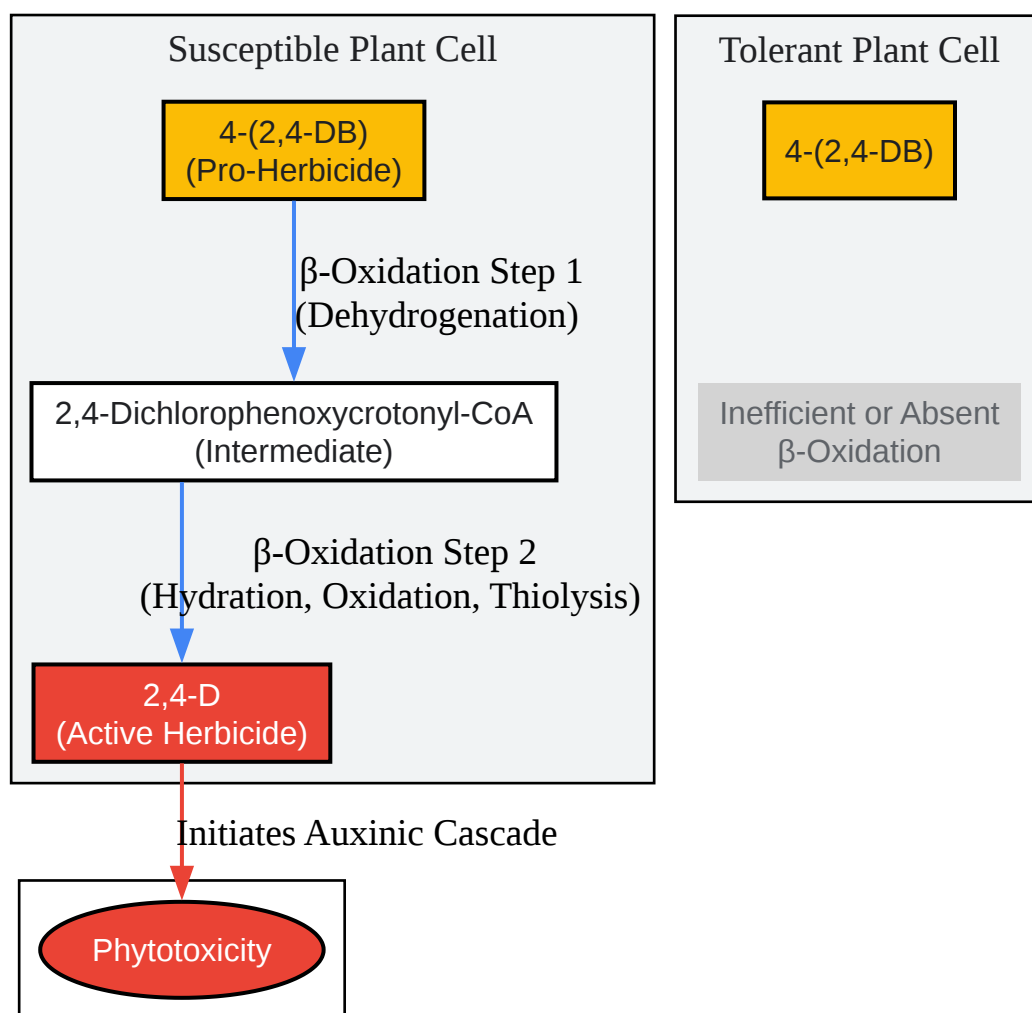 Susceptible Plant Cell
4-(2,4-DB)
(Pro-Herbicide)
β-Oxidation Step 1
(Dehydrogenation)
2,4-Dichlorophenoxycrotonyl-CoA
(Intermediate)
β-Oxidation Step 2
(Hydration, Oxidation, Thiolysis)
2,4-D
(Active Herbicide)
Initiates Auxinic Cascade
Phytotoxicity
Tolerant Plant Cell
4-(2,4-DB)
Inefficient or Absent
β-Oxidation